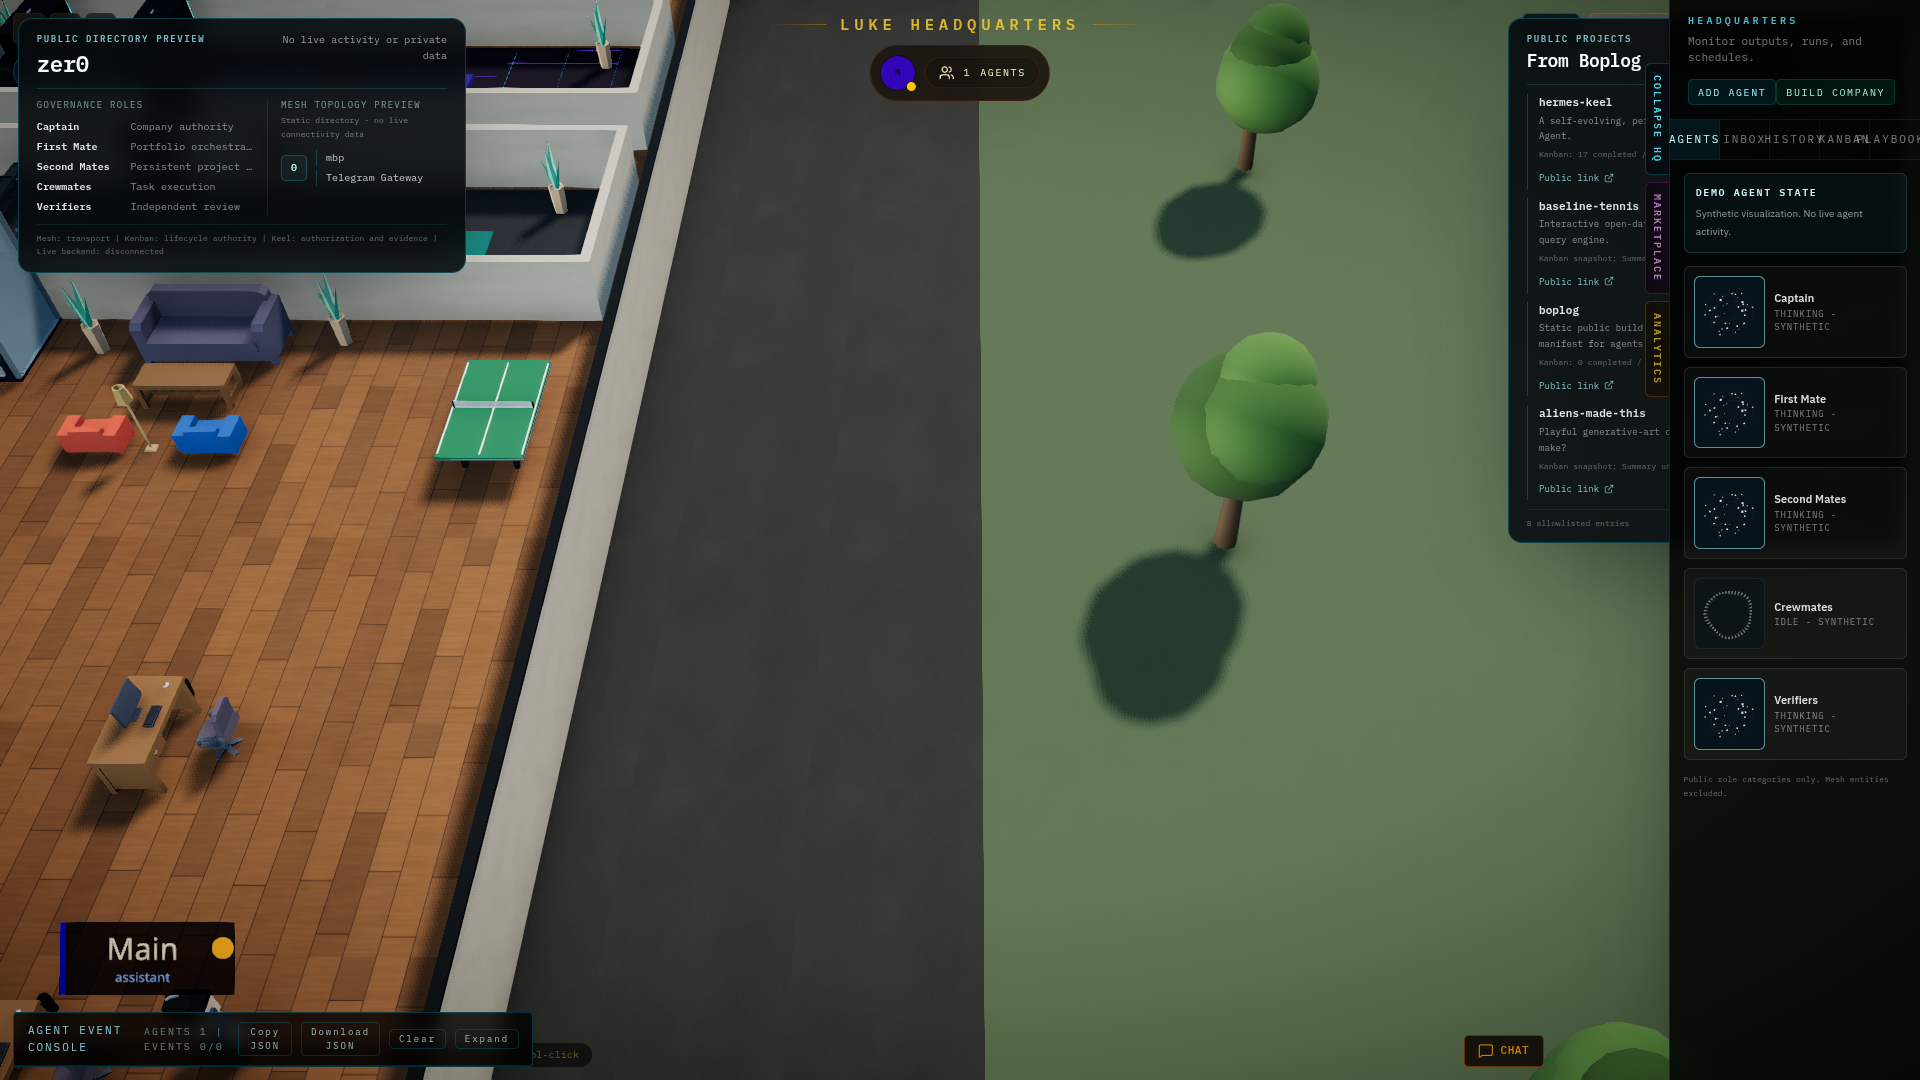 LUKE HEADQUARTERS
M
1 AGENTS
PUBLIC DIRECTORY PREVIEW
zer0
No live activity or private
data
GOVERNANCE ROLES
Captain Company authority
First Mate Portfolio orchestra…
Second Mates Persistent project …
Crewmates Task execution
Verifiers Independent review
MESH TOPOLOGY PREVIEW
Static directory - no live
connectivity data
0
mbp
Telegram Gateway
Mesh: transport | Kanban: lifecycle authority | Keel: authorization and evidence |
Live backend: disconnected
PUBLIC PROJECTS
From Boplog
hermes-keel
A self-evolving,
Agent.
Kanban: 17 completed /
Public link
baseline-tennis
Interactive
query engine.
Kanban snapshot:
Public link
boplog
Static public build
manifest for agents
Kanban: 0 completed /
Public link
aliens-made-this
Playful generative-art
make?
Kanban snapshot: Summary
Public link
8 allowlisted entries
COLLAPSE HQ
MARKETPLACE
ANALYTICS
HEADQUARTERS
Monitor outputs, runs, and
schedules.
ADD AGENT
BUILD COMPANY
AGENTS INBOX HISTORY KANBAN PLAYBOOK
DEMO AGENT STATE
Synthetic visualization. No live agent
activity.
Captain
THINKING -
SYNTHETIC
First Mate
THINKING -
SYNTHETIC
Second Mates
THINKING -
SYNTHETIC
Crewmates
IDLE - SYNTHETIC
Verifiers
THINKING -
SYNTHETIC
Public role categories only. Mesh entities
excluded.
Main
assistant
AGENT EVENT
CONSOLE
AGENTS 1 |
EVENTS 0/0
Copy
JSON
Download
JSON
Clear
Expand
ol-click
CHAT